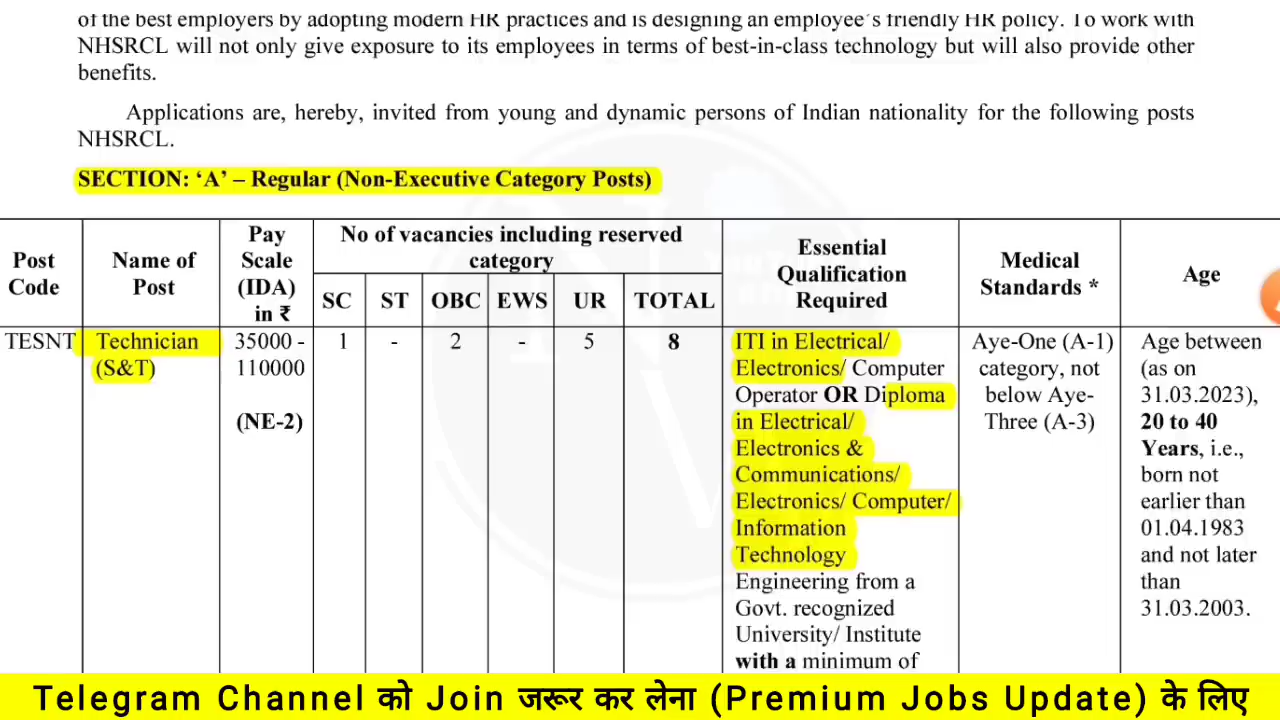 of the best employers by adopting modern HR practices and is designing an employee's friendly HR policy. To work with
NHSRCL will not only give exposure to its employees in terms of best-in-class technology but will also provide other
benefits.
Applications are, hereby, invited from young and dynamic persons of Indian nationality for the following posts
NHSRCL.
SECTION: ‘A’ – Regular (Non-Executive Category Posts)
Post
Code
Name of
Post
Pay
Scale
(IDA)
in ₹
No of vacancies including reserved
category
SC ST OBC EWS UR TOTAL
Essential
Qualification
Required
Medical
Standards *
Age
TESNT
Technician
(S&T)
35000 -
110000
(NE-2)
1 - 2 - 5 8
ITI in Electrical/
Electronics/ Computer
Operator OR Diploma
in Electrical/
Electronics &
Communications/
Electronics/ Computer/
Information
Technology
Engineering from a
Govt. recognized
University/ Institute
with a minimum of
Aye-One (A-1)
category, not
below Aye-
Three (A-3)
Age between
(as on
31.03.2023),
20 to 40
Years, i.e.,
born not
earlier than
01.04.1983
and not later
than
31.03.2003.
Telegram Channel को Join जरूर कर लेना (Premium Jobs Update) के लिए